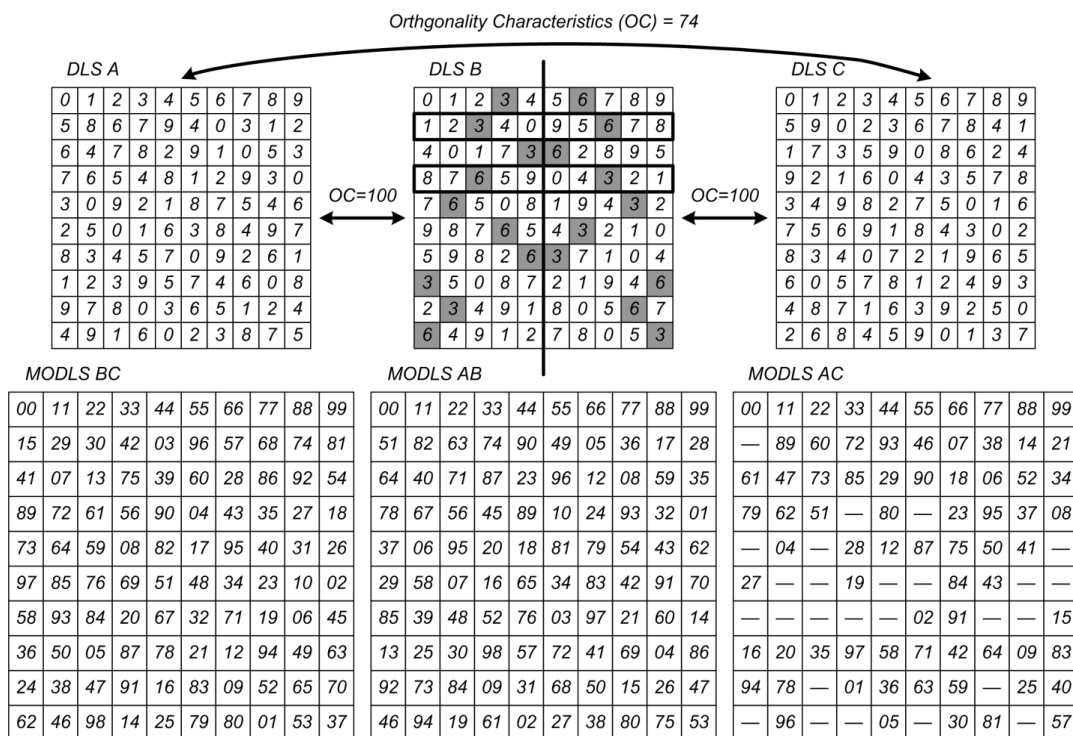 Orthgonality Characteristics (OC) = 74
DLS A
0 1 2 3 4 5 6 7 8 9
5 8 6 7 9 4 0 3 1 2
6 4 7 8 2 9 1 0 5 3
7 6 5 4 8 1 2 9 3 0
3 0 9 2 1 8 7 5 4 6
2 5 0 1 6 3 8 4 9 7
8 3 4 5 7 0 9 2 6 1
1 2 3 9 5 7 4 6 0 8
9 7 8 0 3 6 5 1 2 4
4 9 1 6 0 2 3 8 7 5
OC=100
DLS B
0 1 2 3 4 5 6 7 8 9
1 2 3 4 0 9 5 6 7 8
4 0 1 7 3 6 2 8 9 5
8 7 6 5 9 0 4 3 2 1
7 6 5 0 8 1 9 4 3 2
9 8 7 6 5 4 3 2 1 0
5 9 8 2 6 3 7 1 0 4
3 5 0 8 7 2 1 9 4 6
2 3 4 9 1 8 0 5 6 7
6 4 9 1 2 7 8 0 5 3
OC=100
DLS C
0 1 2 3 4 5 6 7 8 9
5 9 0 2 3 6 7 8 4 1
1 7 3 5 9 0 8 6 2 4
9 2 1 6 0 4 3 5 7 8
3 4 9 8 2 7 5 0 1 6
7 5 6 9 1 8 4 3 0 2
8 3 4 0 7 2 1 9 6 5
6 0 5 7 8 1 2 4 9 3
4 8 7 1 6 3 9 2 5 0
2 6 8 4 5 9 0 1 3 7
MODLS BC
00 11 22 33 44 55 66 77 88 99
15 29 30 42 03 96 57 68 74 81
41 07 13 75 39 60 28 86 92 54
89 72 61 56 90 04 43 35 27 18
73 64 59 08 82 17 95 40 31 26
97 85 76 69 51 48 34 23 10 02
58 93 84 20 67 32 71 19 06 45
36 50 05 87 78 21 12 94 49 63
24 38 47 91 16 83 09 52 65 70
62 46 98 14 25 79 80 01 53 37
MODLS AB
00 11 22 33 44 55 66 77 88 99
51 82 63 74 90 49 05 36 17 28
64 40 71 87 23 96 12 08 59 35
78 67 56 45 89 10 24 93 32 01
37 06 95 20 18 81 79 54 43 62
29 58 07 16 65 34 83 42 91 70
85 39 48 52 76 03 97 21 60 14
13 25 30 98 57 72 41 69 04 86
92 73 84 09 31 68 50 15 26 47
46 94 19 61 02 27 38 80 75 53
MODLS AC
00 11 22 33 44 55 66 77 88 99
— 89 60 72 93 46 07 38 14 21
61 47 73 85 29 90 18 06 52 34
79 62 51 — 80 — 23 95 37 08
— 04 — 28 12 87 75 50 41 —
27 — — 19 — — 84 43 — —
— — — — — 02 91 — — 15
16 20 35 97 58 71 42 64 09 83
94 78 — 01 36 63 59 — 25 40
— 96 — — 05 — 30 81 — 57